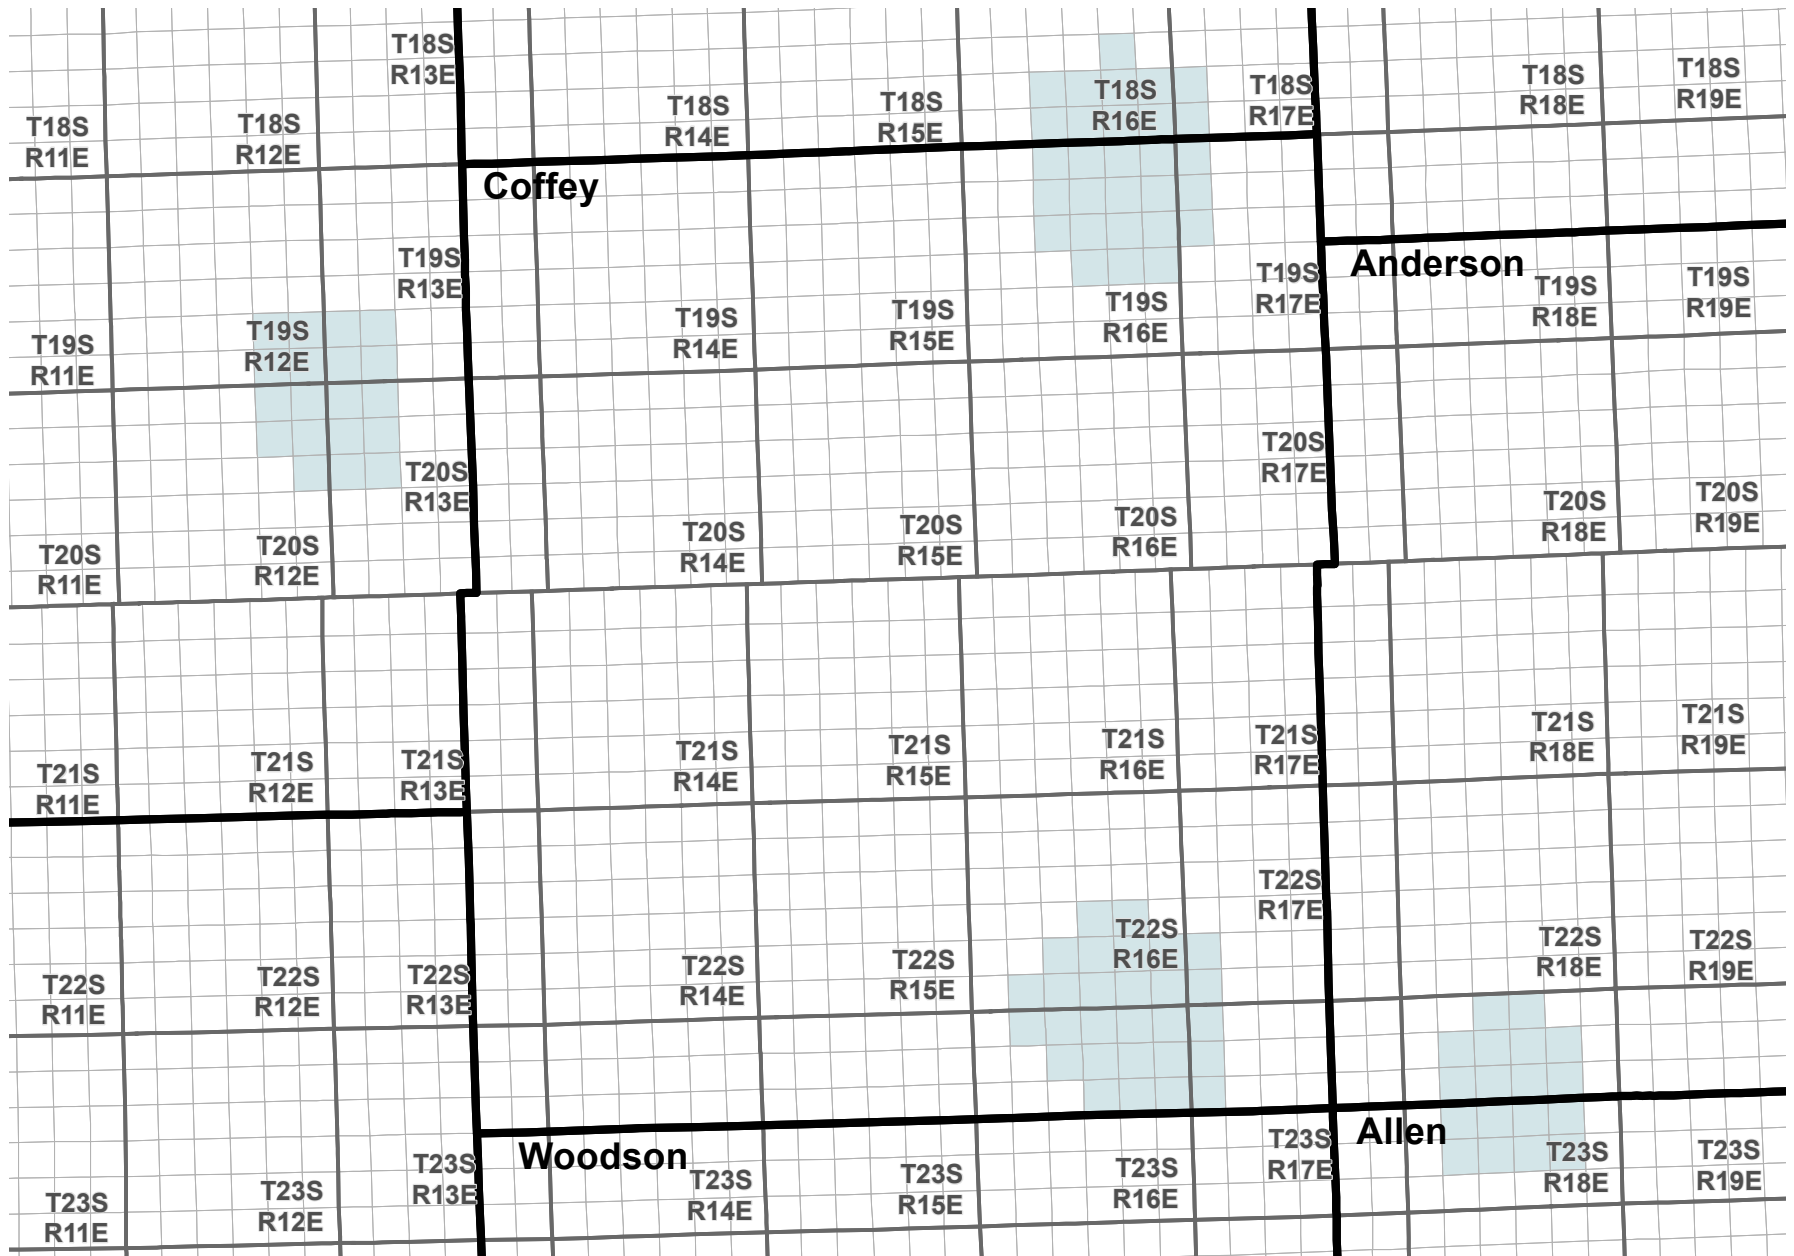 T18S
R13E
T18S
R11E
T18S
R12E
T18S
R14E
T18S
R15E
T18S
R16E
T18S
R17E
T18S
R18E
T18S
R19E
Coffey
Anderson
T19S
R11E
T19S
R12E
T19S
R13E
T19S
R14E
T19S
R15E
T19S
R16E
T19S
R17E
T19S
R18E
T19S
R19E
T20S
R11E
T20S
R12E
T20S
R13E
T20S
R14E
T20S
R15E
T20S
R16E
T20S
R17E
T20S
R18E
T20S
R19E
T21S
R11E
T21S
R12E
T21S
R13E
T21S
R14E
T21S
R15E
T21S
R16E
T21S
R17E
T21S
R18E
T21S
R19E
T22S
R11E
T22S
R12E
T22S
R13E
T22S
R14E
T22S
R15E
T22S
R16E
T22S
R17E
T22S
R18E
T22S
R19E
Woodson
Allen
T23S
R11E
T23S
R12E
T23S
R13E
T23S
R14E
T23S
R15E
T23S
R16E
T23S
R17E
T23S
R18E
T23S
R19E